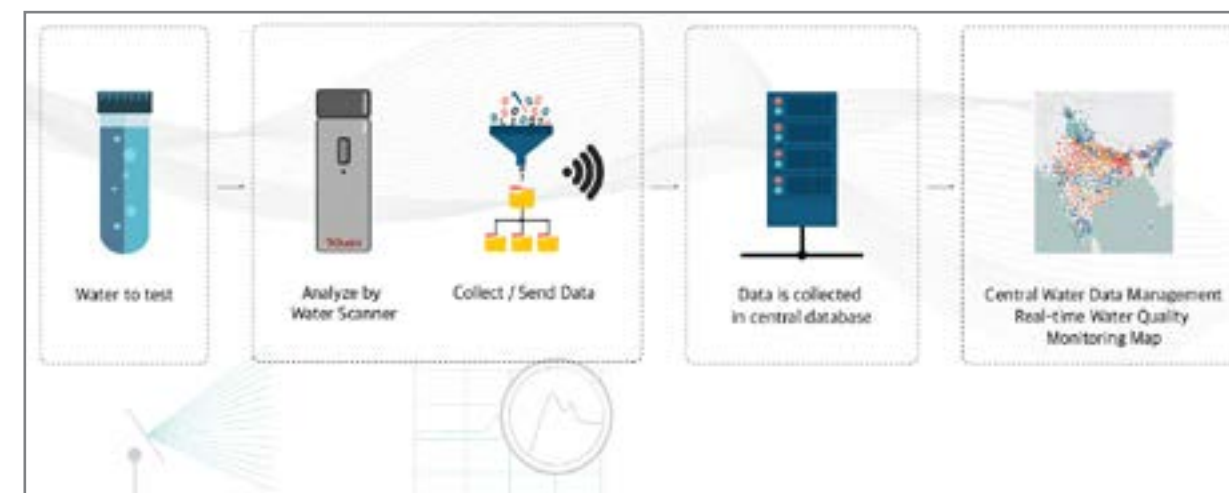 Water to test
Analyze by
Water Scanner
Collect / Send Data
Data is collected
in central database
Central Water Data Management
Real-time Water Quality
Monitoring Map